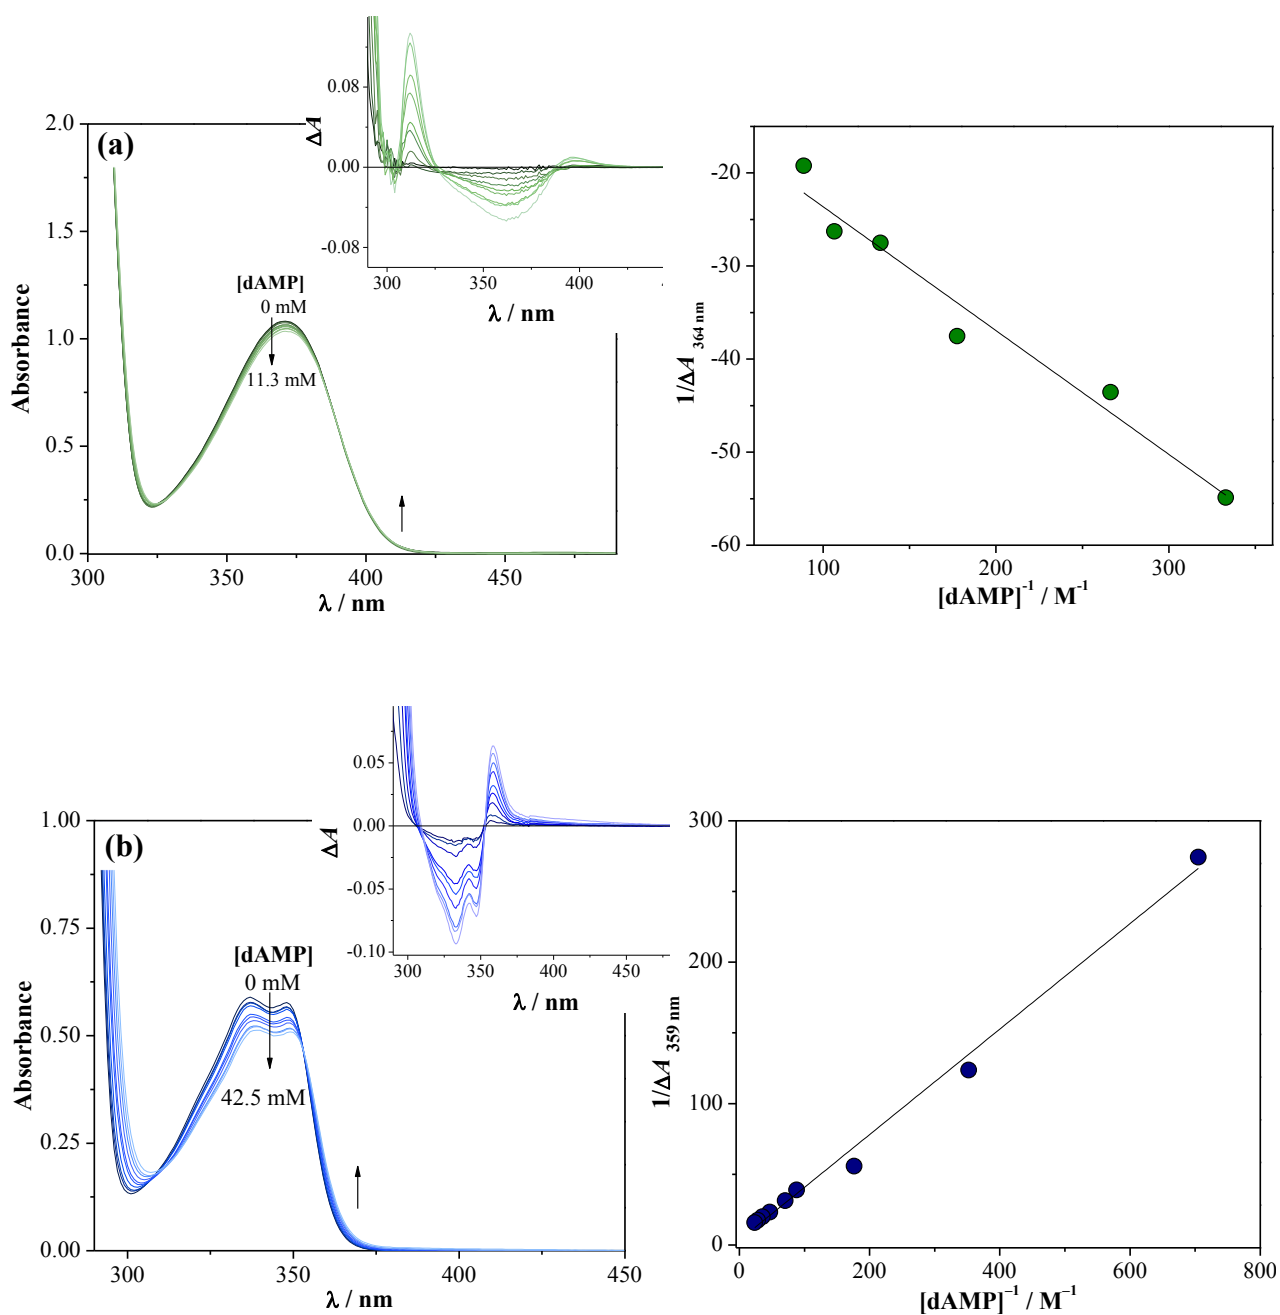 (a)
2.0
1.5
1.0
0.5
0.0
300
350
400
450
Absorbance
λ / nm
[dAMP]
0 mM
11.3 mM
0.08
0.00
-0.08
300
350
400
ΔA
λ / nm
-20
-30
-40
-50
-60
100
200
300
1/ΔA 364 nm
[dAMP]⁻¹ / M⁻¹
(b)
1.00
0.75
0.50
0.25
0.00
300
350
400
450
Absorbance
λ / nm
[dAMP]
0 mM
42.5 mM
0.05
0.00
-0.05
-0.10
300
350
400
450
ΔA
λ / nm
300
200
100
0
0
200
400
600
800
1/ΔA 359 nm
[dAMP]⁻¹ / M⁻¹